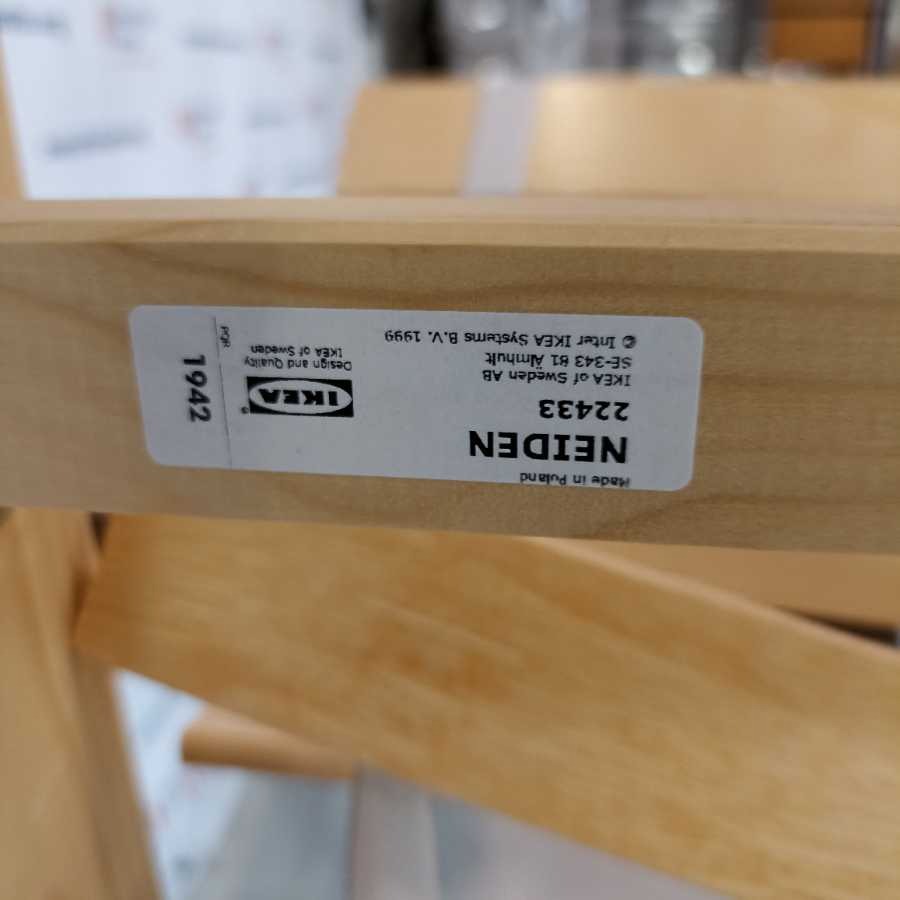 Made in Poland
NEIDEN
22433
IKEA of Sweden AB
SE-343 81 Älmhult
© Inter IKEA Systems B.V. 1999
IKEA®
Design and Quality
IKEA of Sweden
PQR
1942